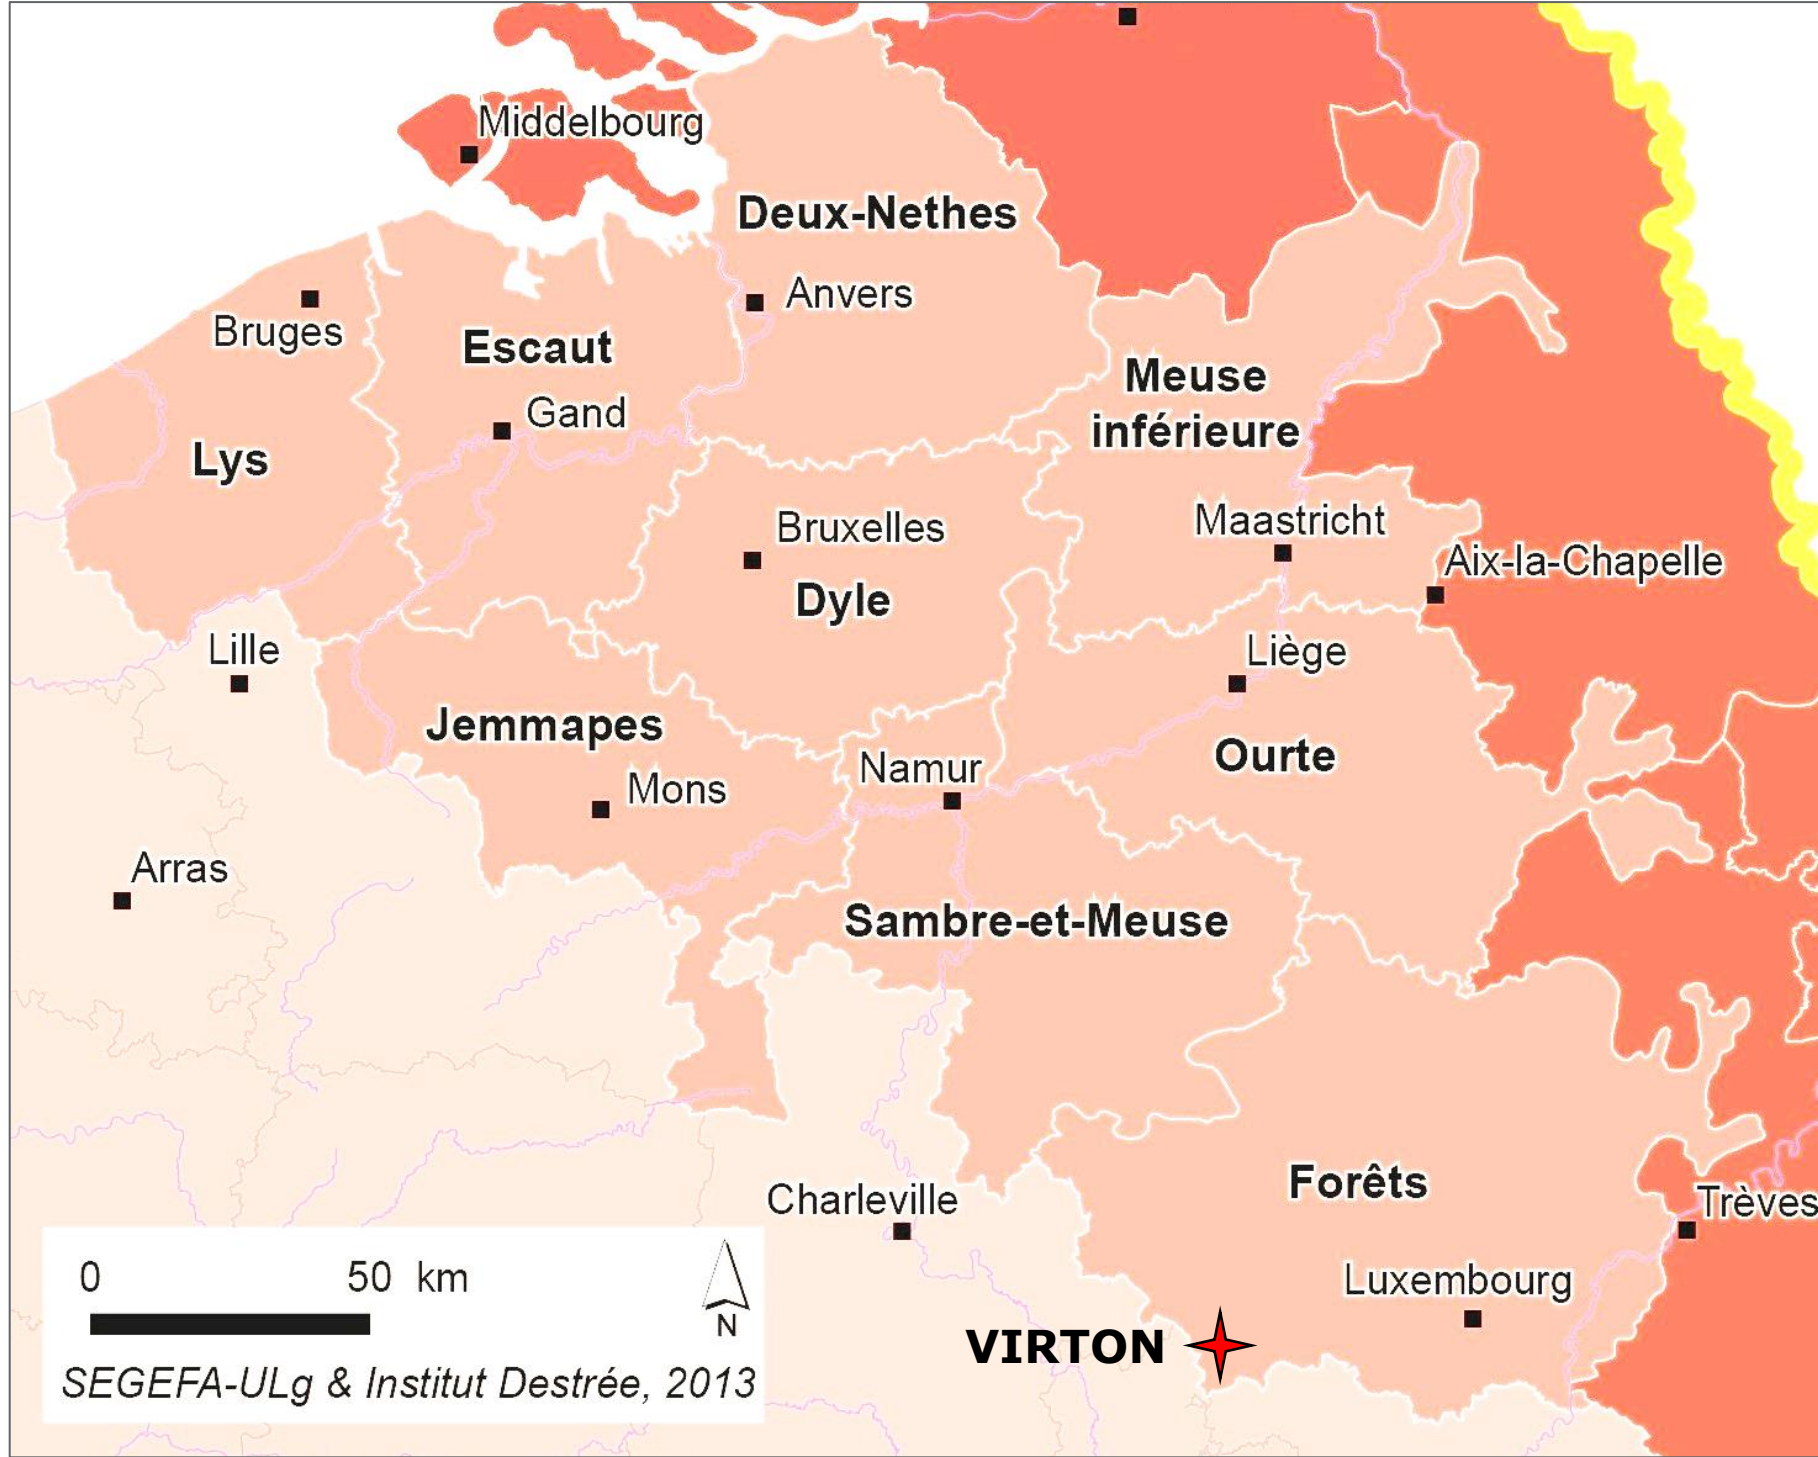 Middelbourg
Deux-Nethes
Anvers
Bruges
Escaut
Gand
Lys
Meuse
inférieure
Bruxelles
Dyle
Maastricht
Aix-la-Chapelle
Lille
Liège
Jemmapes
Ourte
Namur
Mons
Arras
Sambre-et-Meuse
Forêts
Charleville
Trèves
Luxembourg
VIRTON
0 50 km
N
SEGEFA-ULg & Institut Destrée, 2013